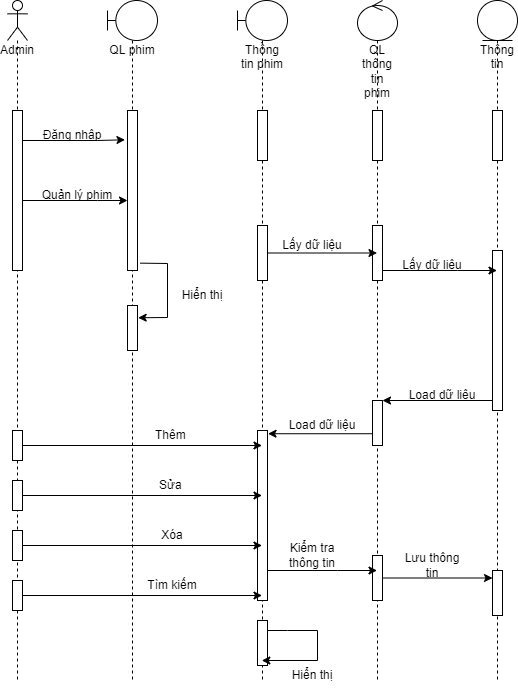 Admin
QL phim
Thông
tin phim
QL
thông
tin
phim
Thông
tin
Đăng nhập
Quản lý phim
Lấy dữ liệu
Lấy dữ liệu
Hiển thị
Load dữ liệu
Load dữ liệu
Thêm
Sửa
Xóa
Kiểm tra
thông tin
Lưu thông
tin
Tìm kiếm
Hiển thị